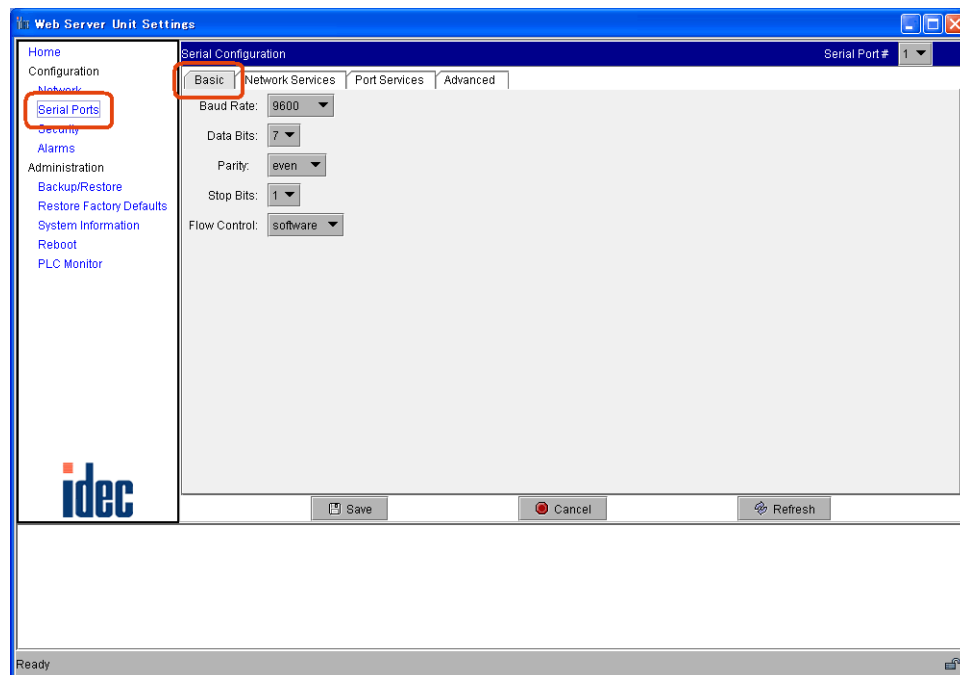 Web Server Unit Settings
Home
Configuration
Network
Serial Ports
Security
Alarms
Administration
Backup/Restore
Restore Factory Defaults
System Information
Reboot
PLC Monitor
idec
Serial Configuration Serial Port # 1
Basic Network Services Port Services Advanced
Baud Rate: 9600
Data Bits: 7
Parity: even
Stop Bits: 1
Flow Control: software
Save Cancel Refresh
Ready